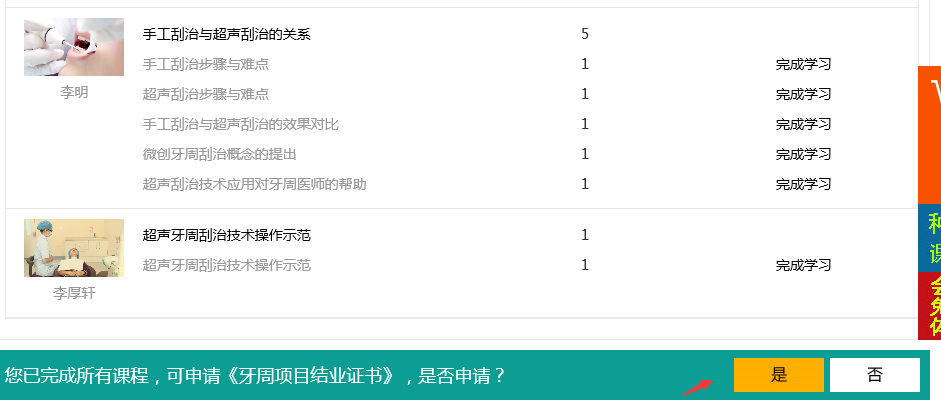 手工刮治与超声刮治的关系 5
手工刮治步骤与难点 1 完成学习
李明
超声刮治步骤与难点 1 完成学习
手工刮治与超声刮治的效果对比 1 完成学习
微创牙周刮治概念的提出 1 完成学习
超声刮治技术应用对牙周医师的帮助 1 完成学习
超声牙周刮治技术操作示范 1
超声牙周刮治技术操作示范 1 完成学习
李厚轩
您已完成所有课程，可申请《牙周项目结业证书》，是否申请？ 是 否